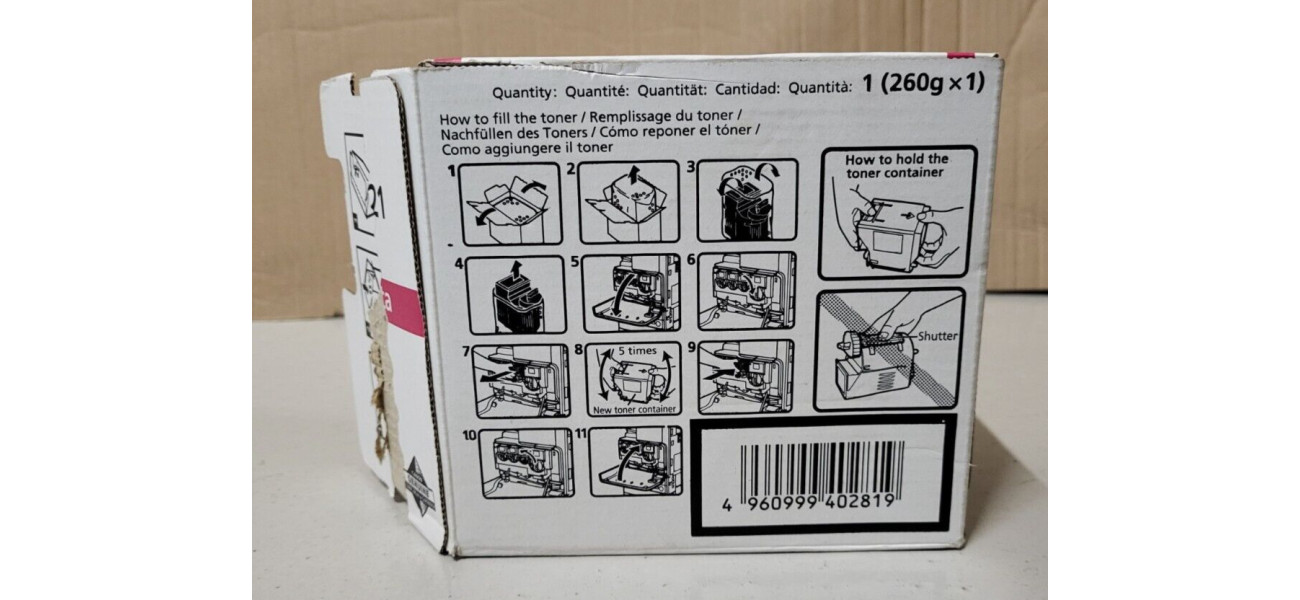 Quantity: Quantité: Quantität: Cantidad: Quantità: 1 (260g×1)
How to fill the toner / Remplissage du toner /
Nachfüllen des Toners / Cómo reponer el tóner /
Como aggiungere il toner
How to hold the
toner container
1
2
3
4
5
6
Shutter
7
8
5 times
New toner container
9
10
11
4 960999 402819
21
a